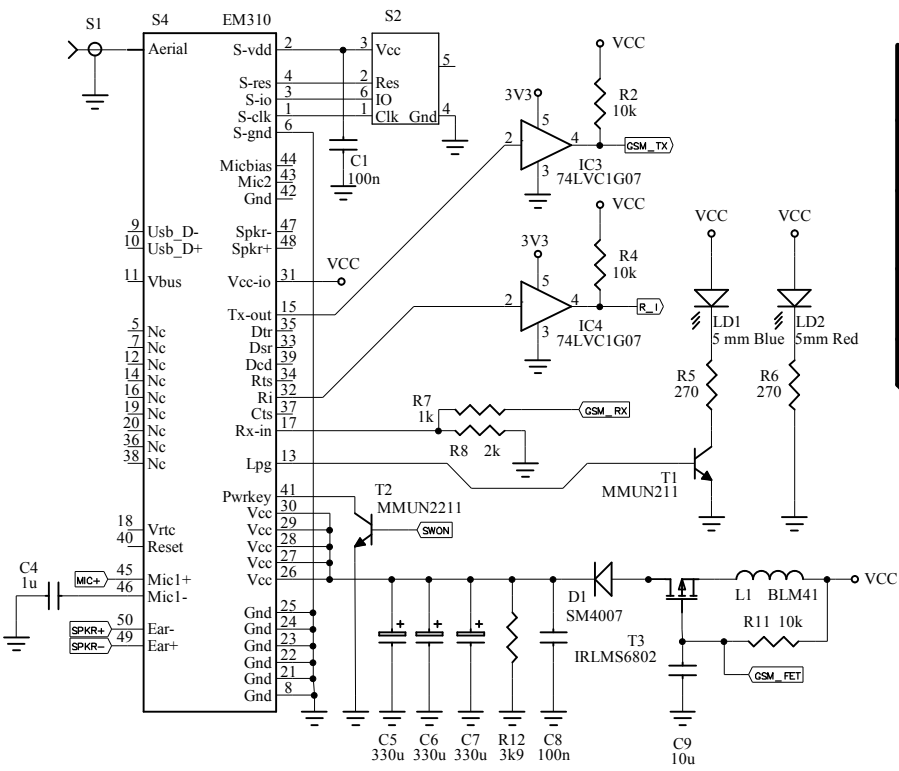 S1
S4
EM310
S2
Aerial
S-vdd
2
3
Vcc
5
S-res
4
2
Res
S-io
3
6
IO
S-clk
1
1
Clk
Gnd
4
S-gnd
6
C1
100n
Micbias
44
Mic2
43
Gnd
42
9
Usb_D-
10
Usb_D+
Spkr-
47
Spkr+
48
11
Vbus
Vcc-io
31
VCC
Tx-out
15
5
Nc
Dtr
35
7
Nc
Dsr
33
12
Nc
Dcd
39
14
Nc
Rts
34
16
Nc
Ri
32
19
Nc
Cts
37
20
Nc
Rx-in
17
36
Nc
38
Nc
Lpg
13
Pwrkey
41
Vcc
30
18
Vrtc
Vcc
29
40
Reset
Vcc
28
Vcc
27
45
Mic1+
Vcc
26
46
Mic1-
50
Ear-
49
Ear+
Gnd
25
Gnd
24
Gnd
23
Gnd
22
Gnd
21
Gnd
8
C4
1u
MIC+
SPKR+
SPKR-
VCC
R2
10k
3V3
5
2
4
3
GSM_TX
IC3
74LVC1G07
VCC
R4
10k
3V3
5
2
4
3
R_I
IC4
74LVC1G07
VCC
VCC
LD1
5 mm Blue
LD2
5mm Red
R5
270
R6
270
R7
1k
GSM_RX
R8
2k
T1
MMUN211
T2
MMUN2211
SWON
D1
SM4007
L1
BLM41
VCC
R11 10k
T3
IRLMS6802
GSM_FET
+
+
+
C5
330u
C6
330u
C7
330u
R12
3k9
C8
100n
C9
10u